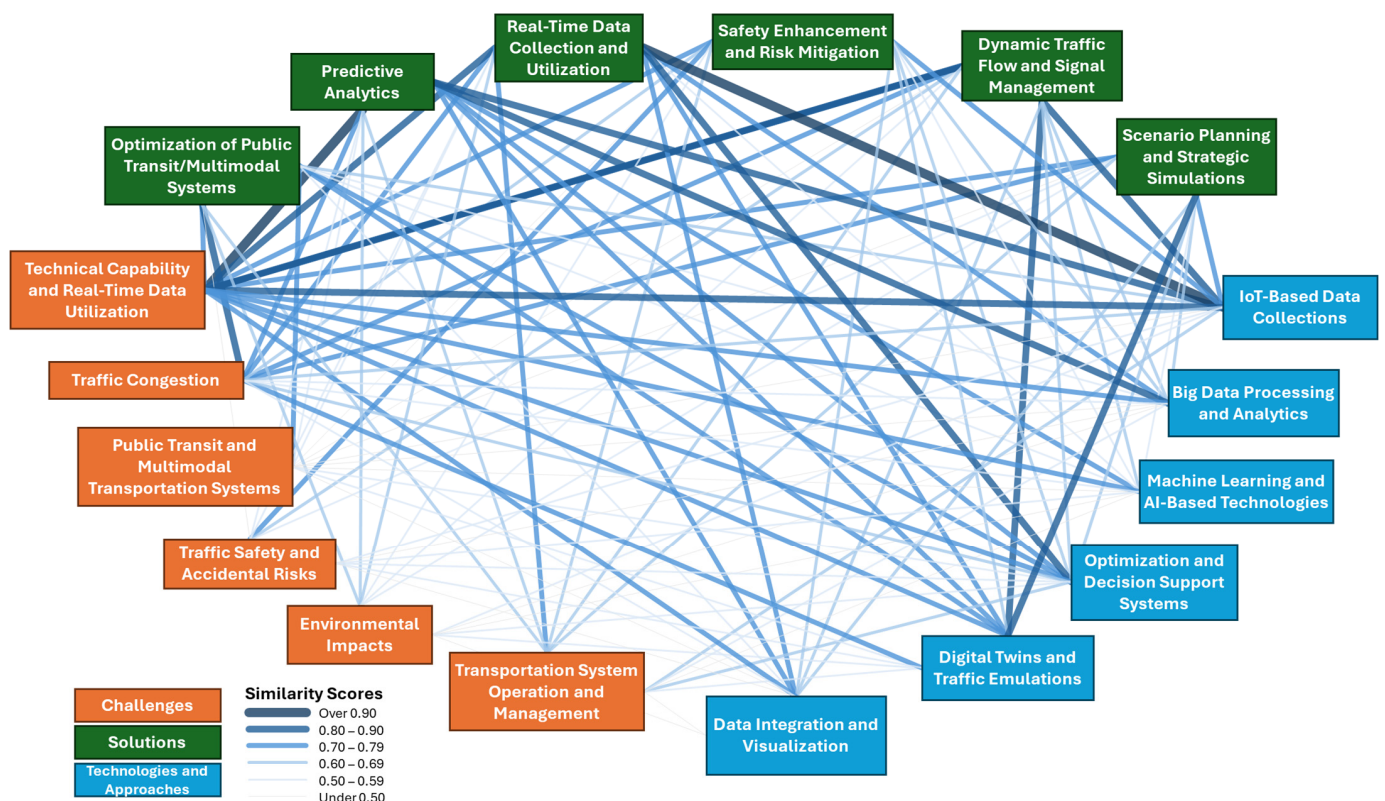 Real-Time Data
Collection and
Utilization
Safety Enhancement
and Risk Mitigation
Dynamic Traffic
Flow and Signal
Management
Predictive
Analytics
Scenario Planning
and Strategic
Simulations
Optimization of Public
Transit/Multimodal
Systems
Technical Capability
and Real-Time Data
Utilization
IoT-Based Data
Collections
Traffic Congestion
Big Data Processing
and Analytics
Public Transit and
Multimodal
Transportation Systems
Machine Learning and
AI-Based Technologies
Traffic Safety and
Accidental Risks
Optimization and
Decision Support
Systems
Environmental
Impacts
Transportation System
Operation and
Management
Digital Twins and
Traffic Emulations
Data Integration and
Visualization
Challenges
Solutions
Technologies and
Approaches
Similarity Scores
Over 0.90
0.80 – 0.90
0.70 – 0.79
0.60 – 0.69
0.50 – 0.59
Under 0.50